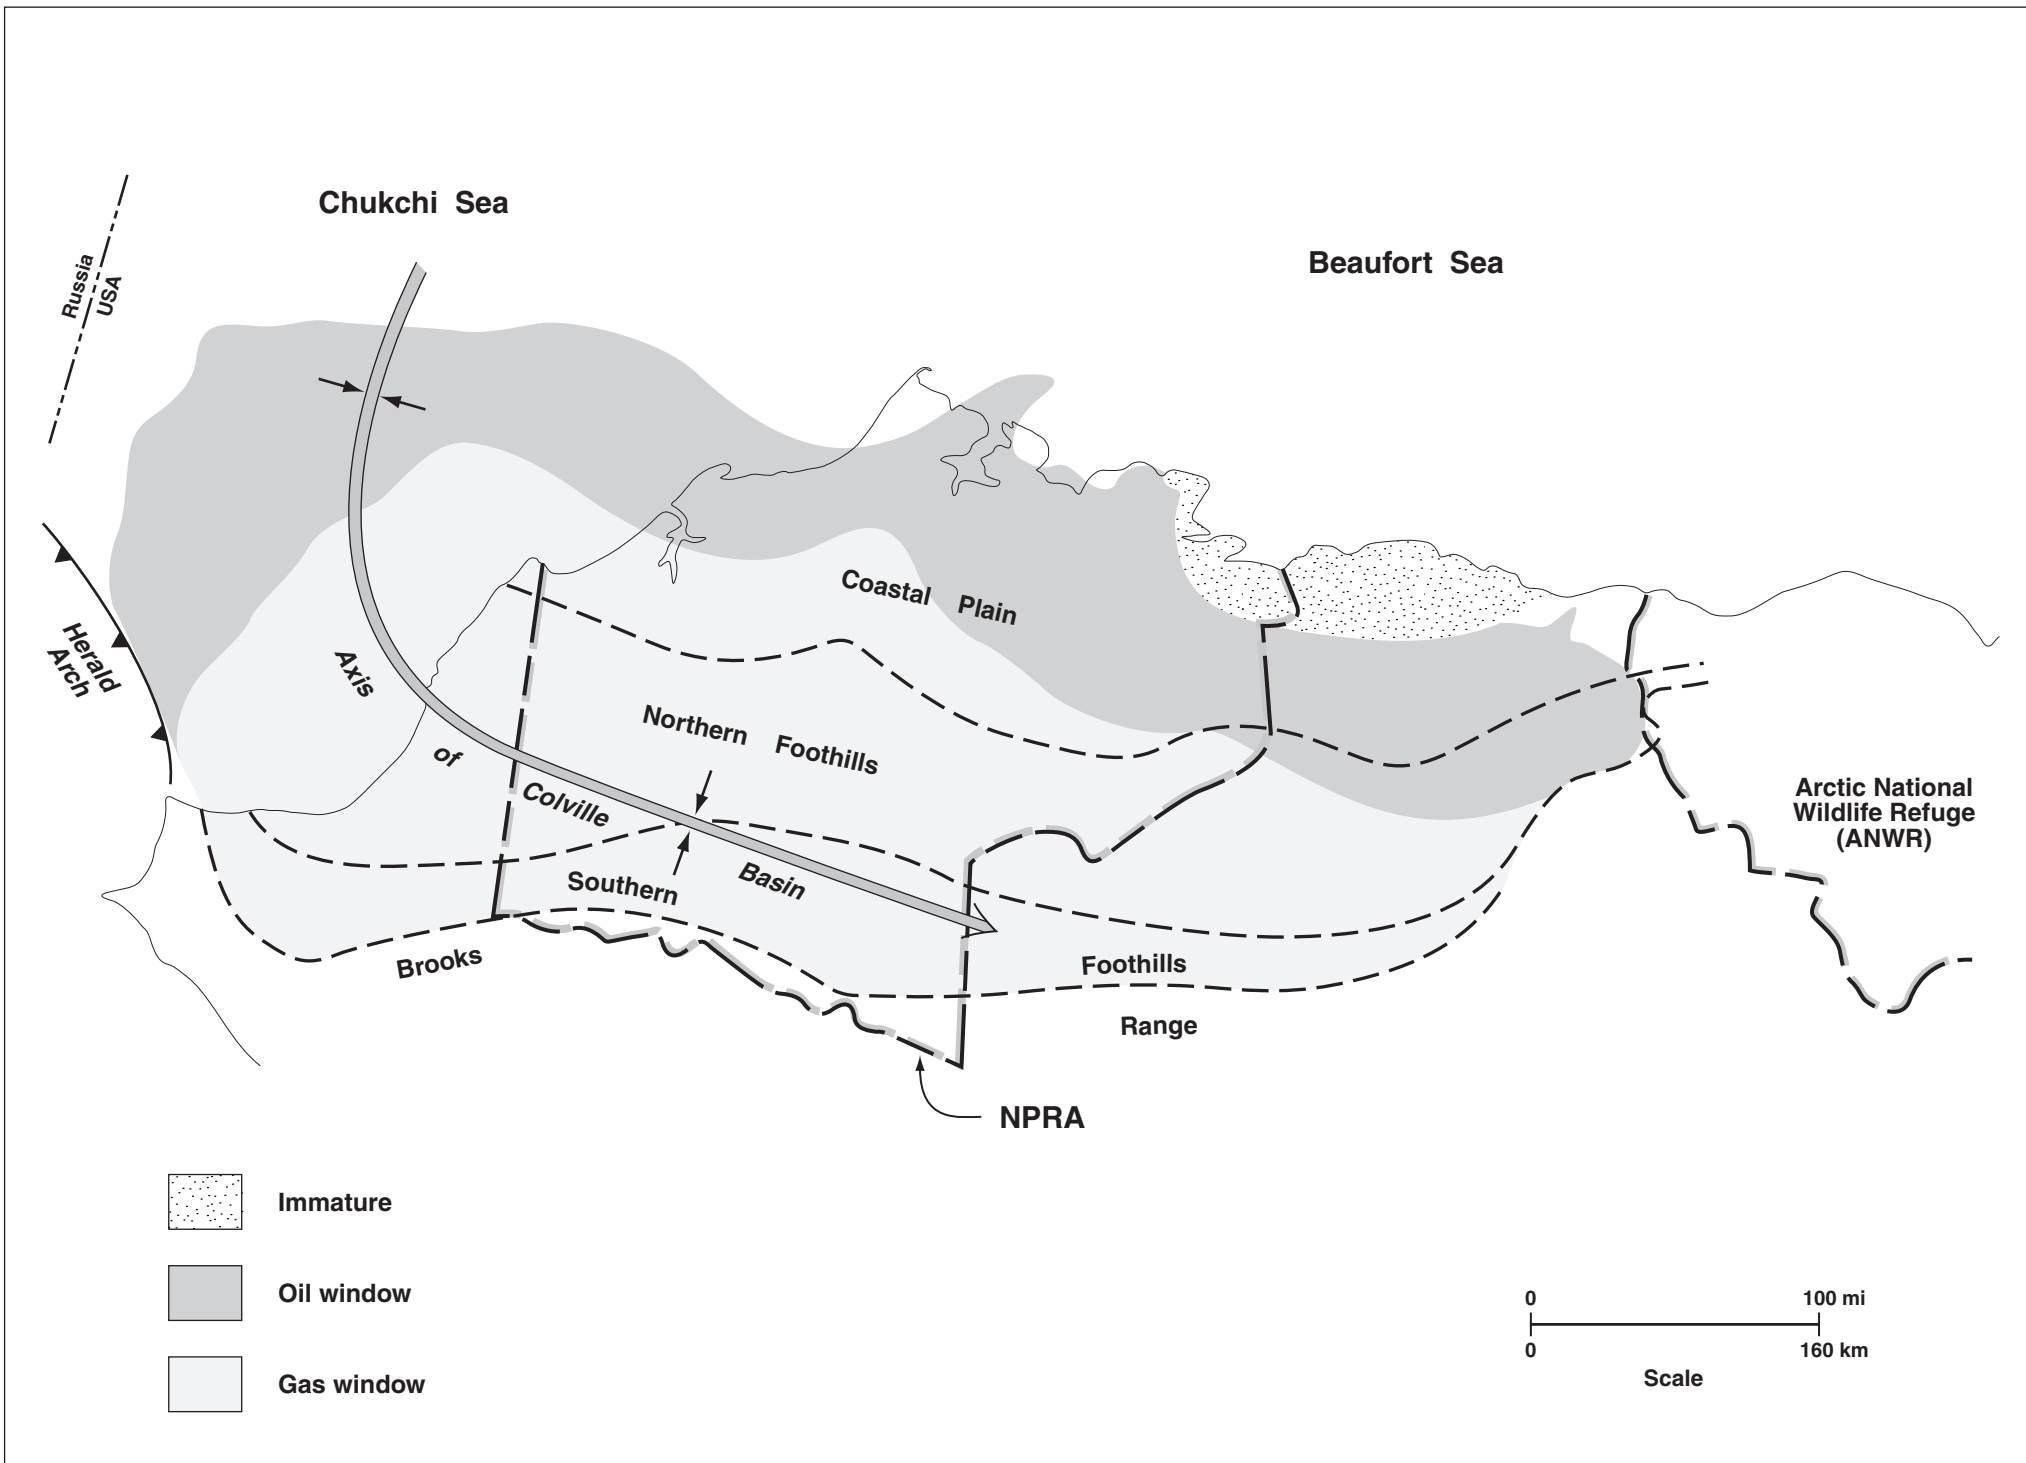 Chukchi Sea
Beaufort Sea
Russia
USA
Herald
Arch
Coastal Plain
Northern Foothills
Axis
of
Colville
Basin
Southern
Foothills
Brooks
Range
Arctic National
Wildlife Refuge
(ANWR)
NPRA
Immature
Oil window
Gas window
0 100 mi
0 160 km
Scale